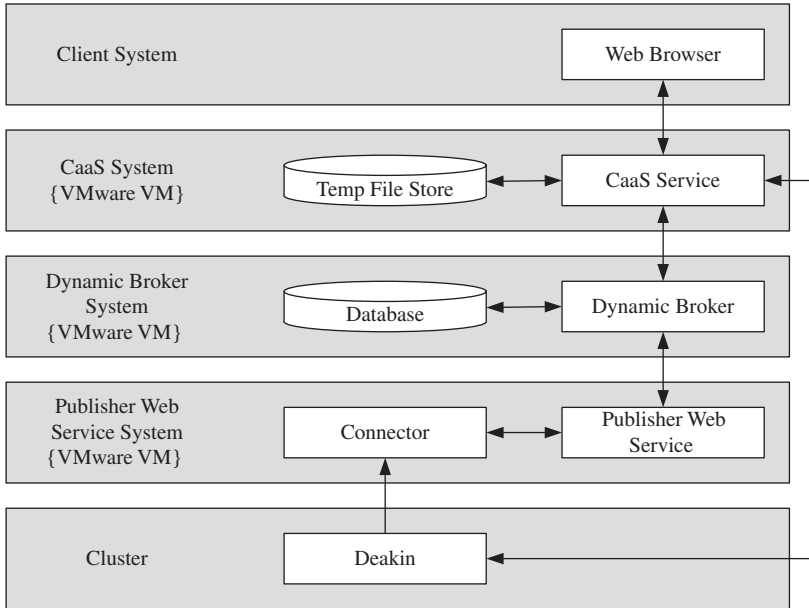 Client System
Web Browser
CaaS System
{VMware VM}
Temp File Store
CaaS Service
Dynamic Broker
System
{VMware VM}
Database
Dynamic Broker
Publisher Web
Service System
{VMware VM}
Connector
Publisher Web
Service
Cluster
Deakin